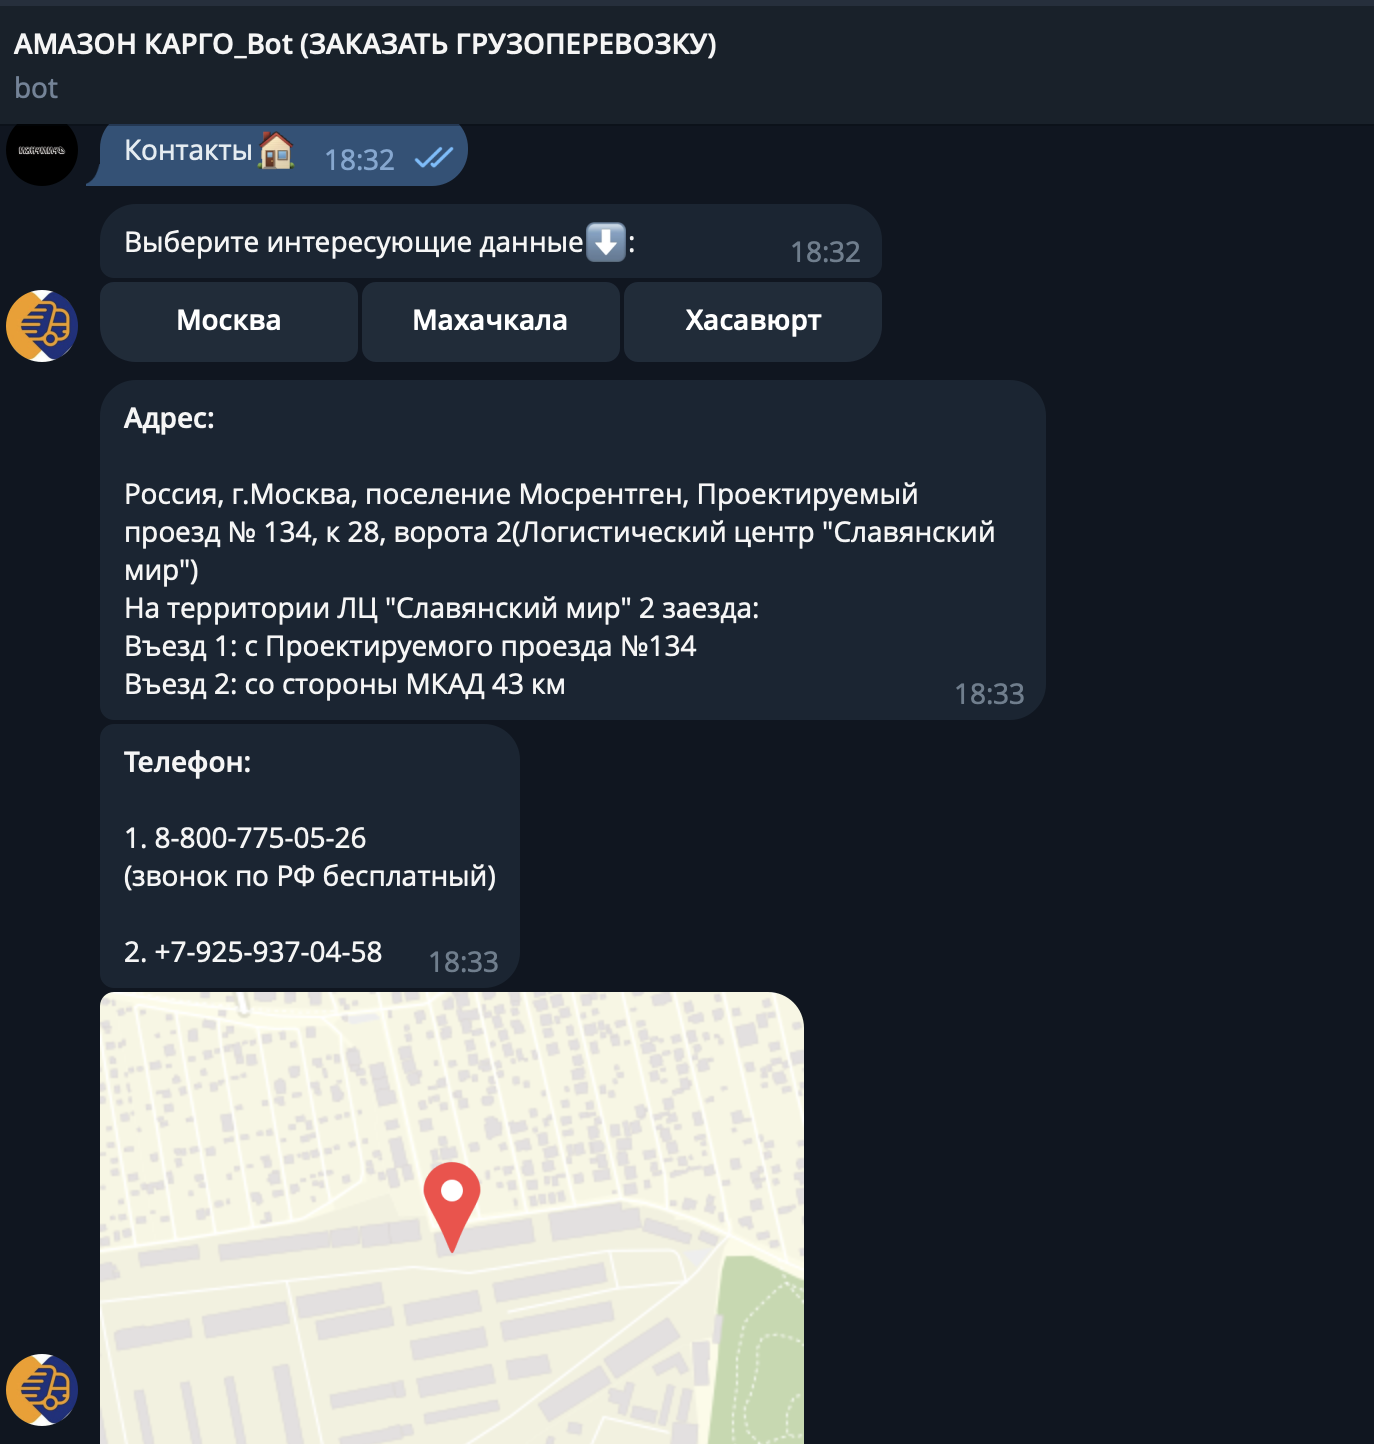 АМАЗОН КАРГО_Bot (ЗАКАЗАТЬ ГРУЗОПЕРЕВОЗКУ)
bot
Контакты🏠 18:32
Выберите интересующие данные⬇️: 18:32
Москва Махачкала Хасавюрт
Адрес:
Россия, г.Москва, поселение Мосрентген, Проектируемый
проезд № 134, к 28, ворота 2(Логистический центр "Славянский
мир")
На территории ЛЦ "Славянский мир" 2 заезда:
Въезд 1: с Проектируемого проезда №134
Въезд 2: со стороны МКАД 43 км 18:33
Телефон:
1. 8-800-775-05-26
(звонок по РФ бесплатный)
2. +7-925-937-04-58 18:33